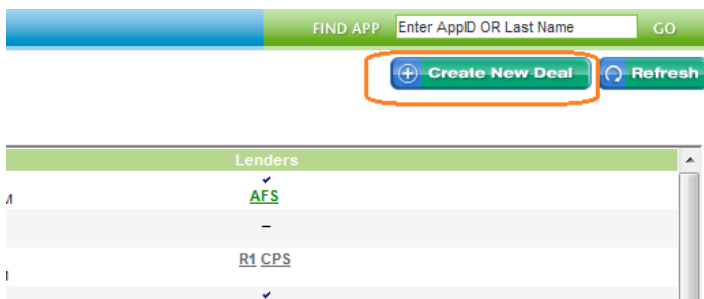 FIND APP Enter AppID OR Last Name GO
Create New Deal Refresh
Lenders
AFS
–
R1 CPS